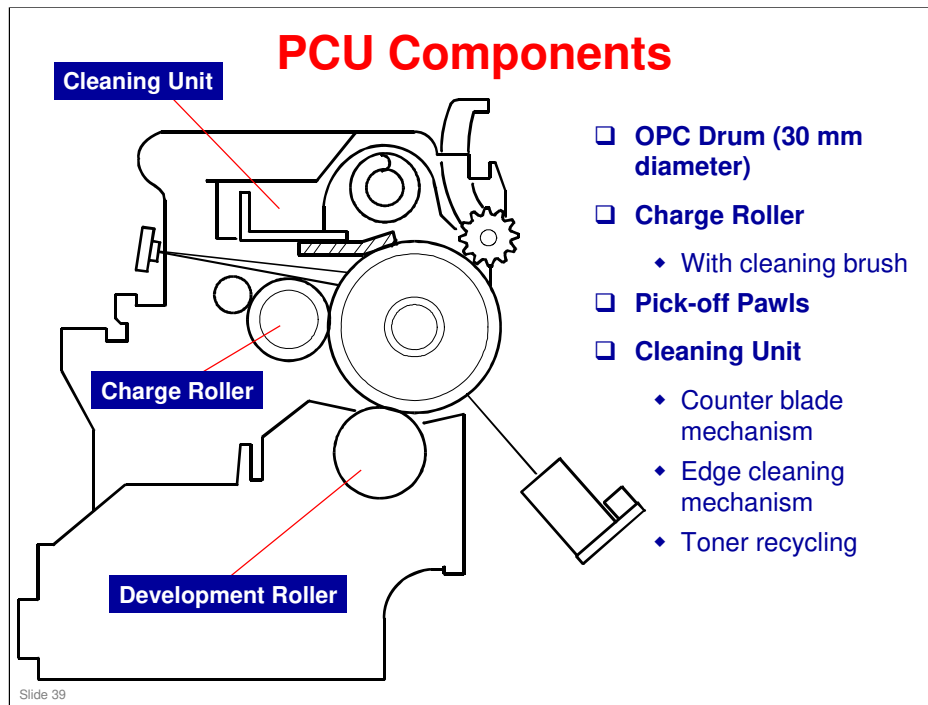 PCU Components
Cleaning Unit
Charge Roller
Development Roller
❑ OPC Drum (30 mm
diameter)
❑ Charge Roller
◆ With cleaning brush
❑ Pick-off Pawls
❑ Cleaning Unit
◆ Counter blade
mechanism
◆ Edge cleaning
mechanism
◆ Toner recycling
Slide 39